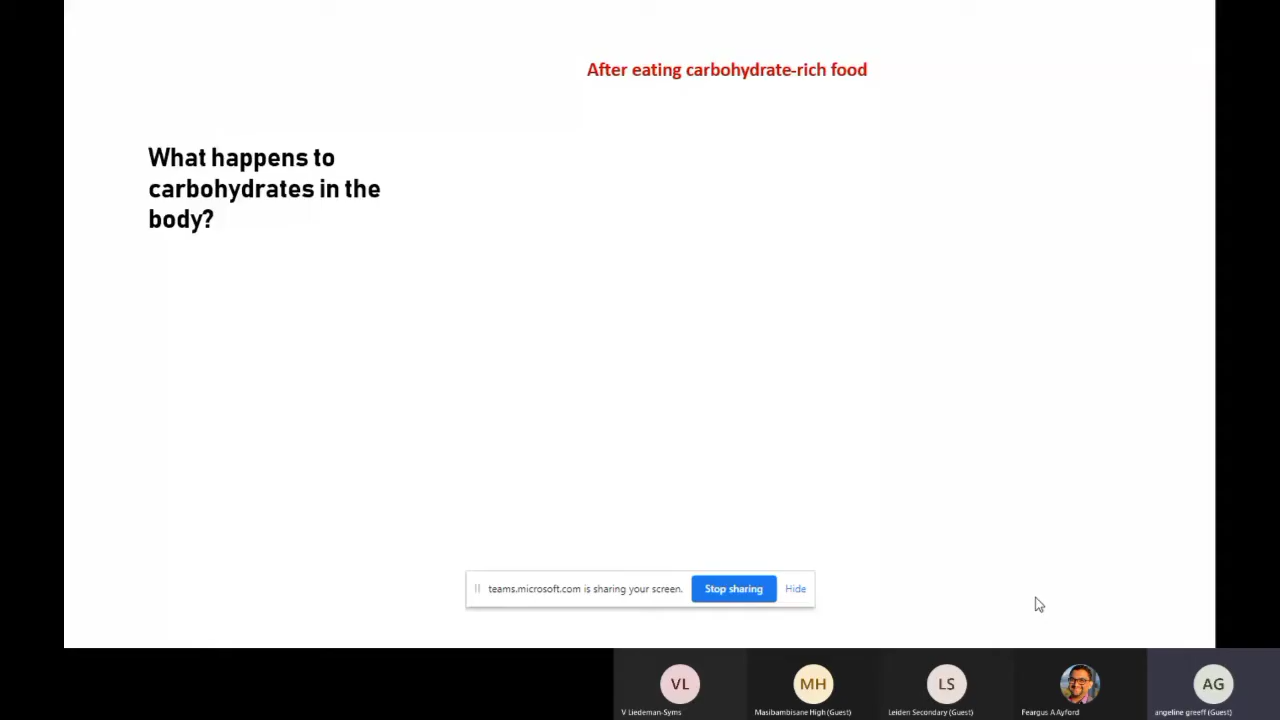 After eating carbohydrate-rich food
What happens to
carbohydrates in the
body?
teams.microsoft.com is sharing your screen.
Stop sharing
Hide
VL
MH
LS
AG
V Liedeman-Syms
Masibambisane High (Guest)
Leiden Secondary (Guest)
Feargus A Ayford
angeline greeff (Guest)